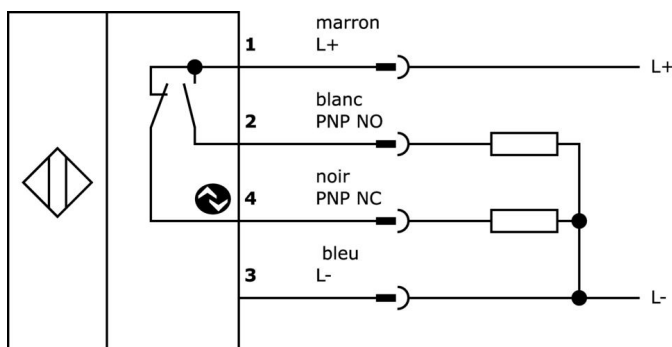 marron
1 L+
L+
blanc
2 PNP NO
noir
4 PNP NC
bleu
3 L-
L-